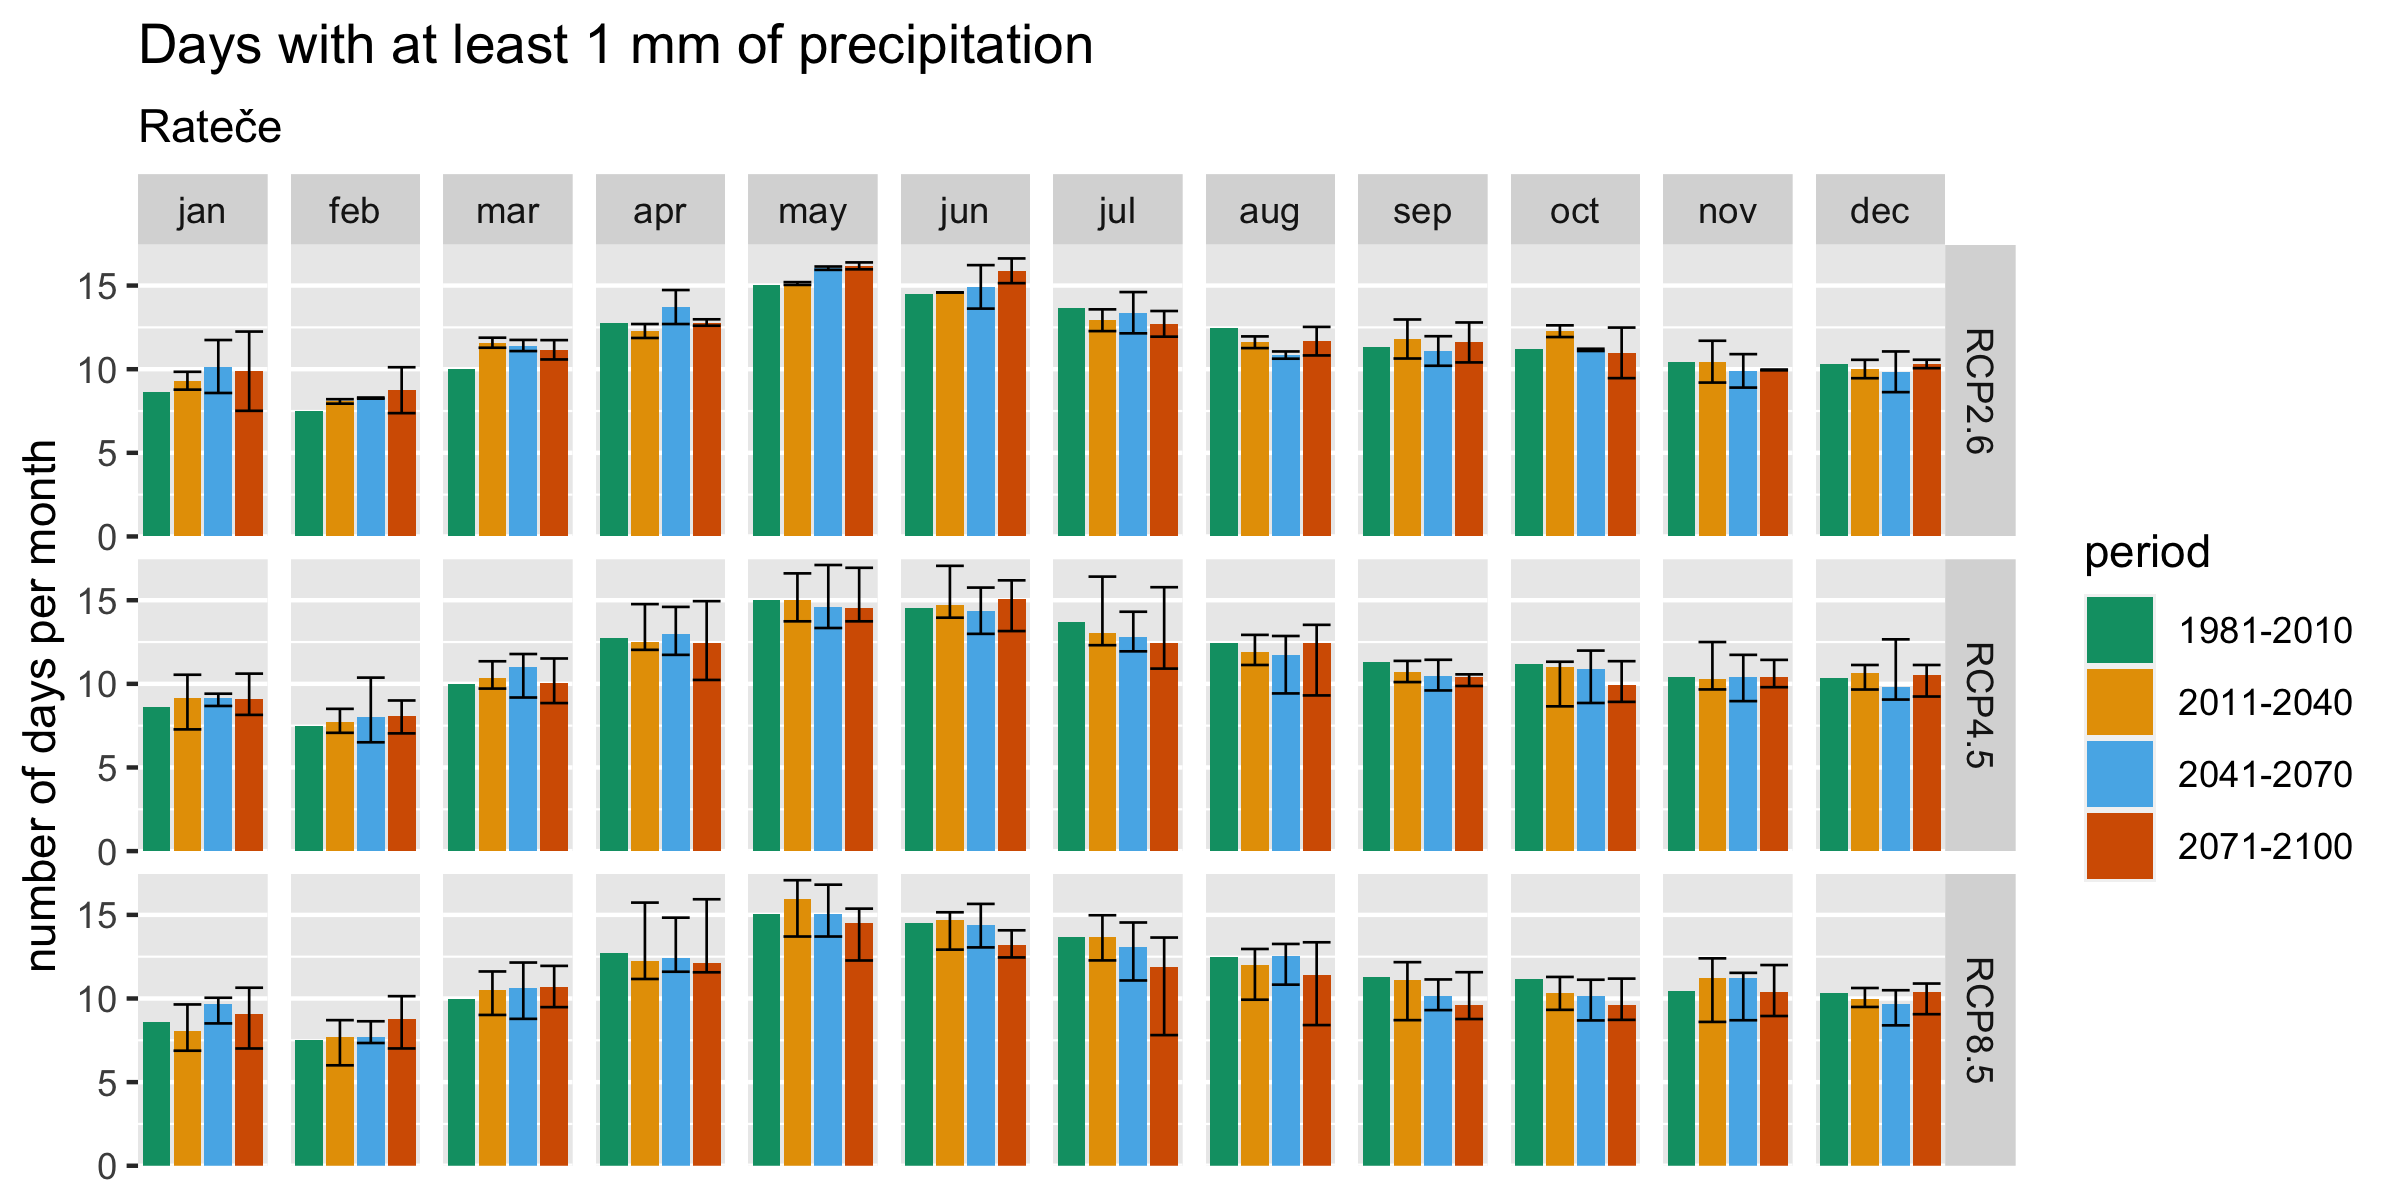 Days with at least 1 mm of precipitation
Rateče
jan feb mar apr may jun jul aug sep oct nov dec
number of days per month
15
10
5
0
RCP2.6
15
10
5
0
RCP4.5
15
10
5
0
RCP8.5
period
1981-2010
2011-2040
2041-2070
2071-2100